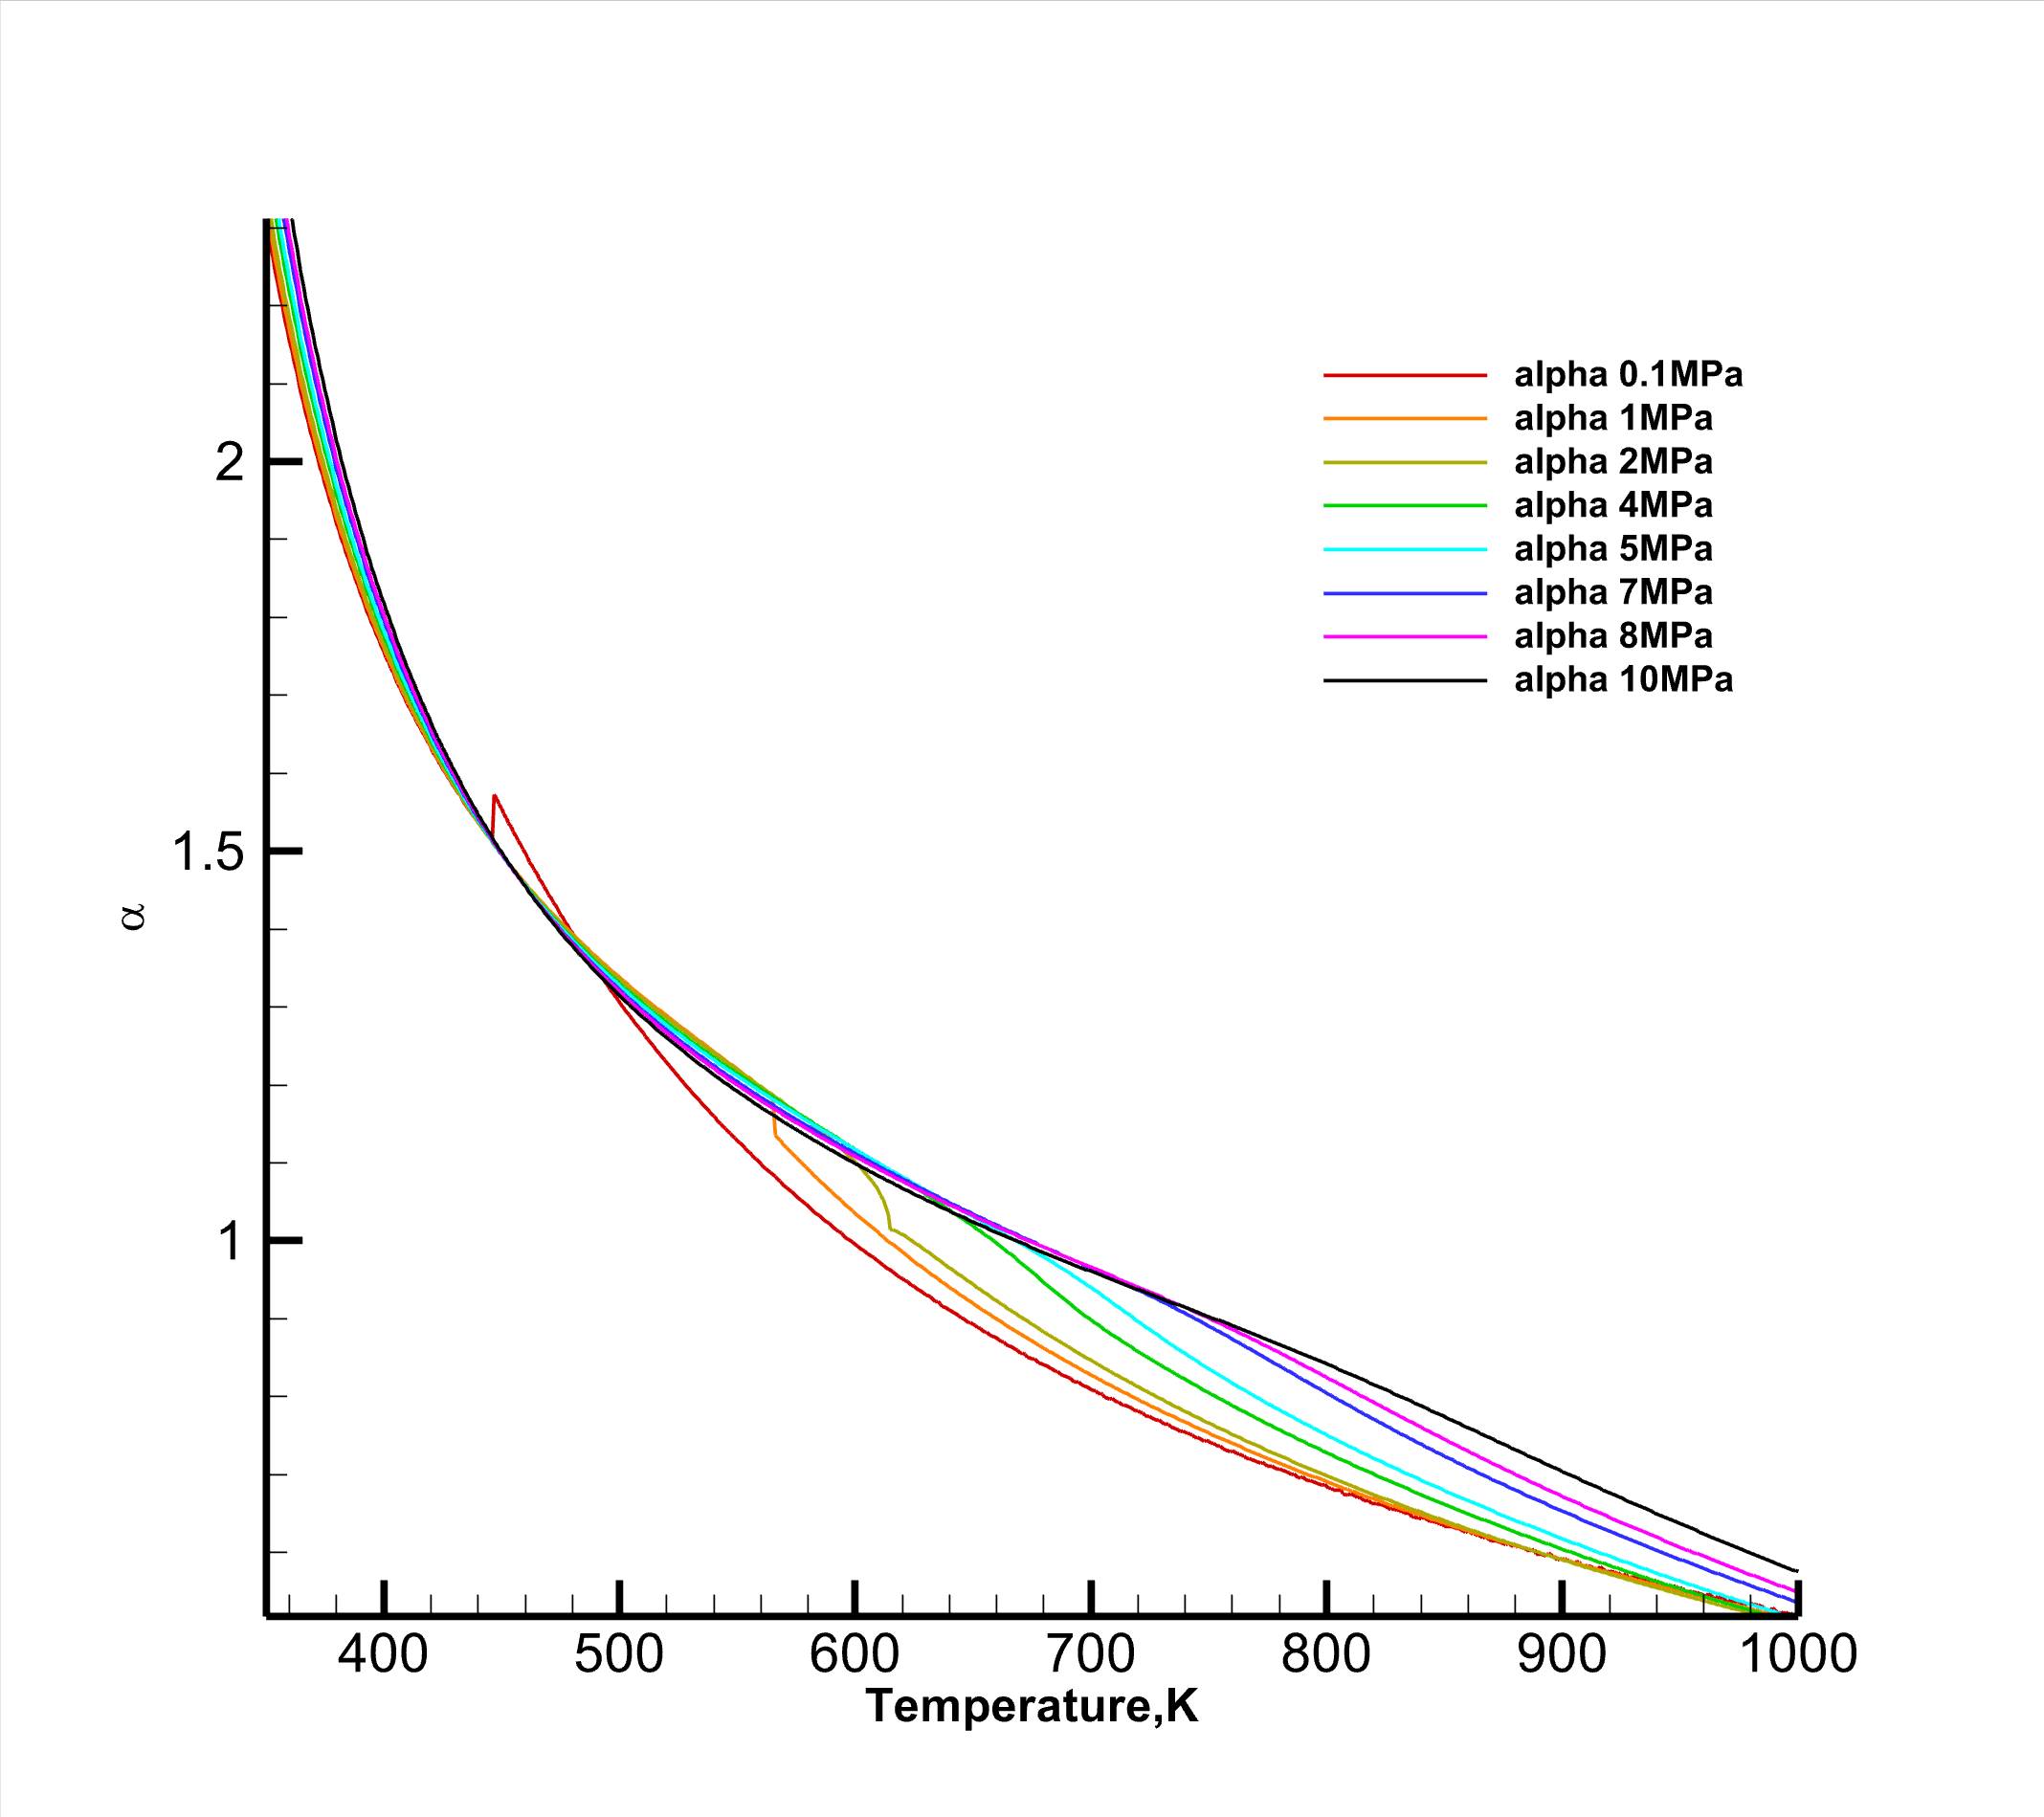 alpha 0.1MPa
alpha 1MPa
alpha 2MPa
alpha 4MPa
alpha 5MPa
alpha 7MPa
alpha 8MPa
alpha 10MPa
2
1.5
1
α
400 500 600 700 800 900 1000
Temperature,K